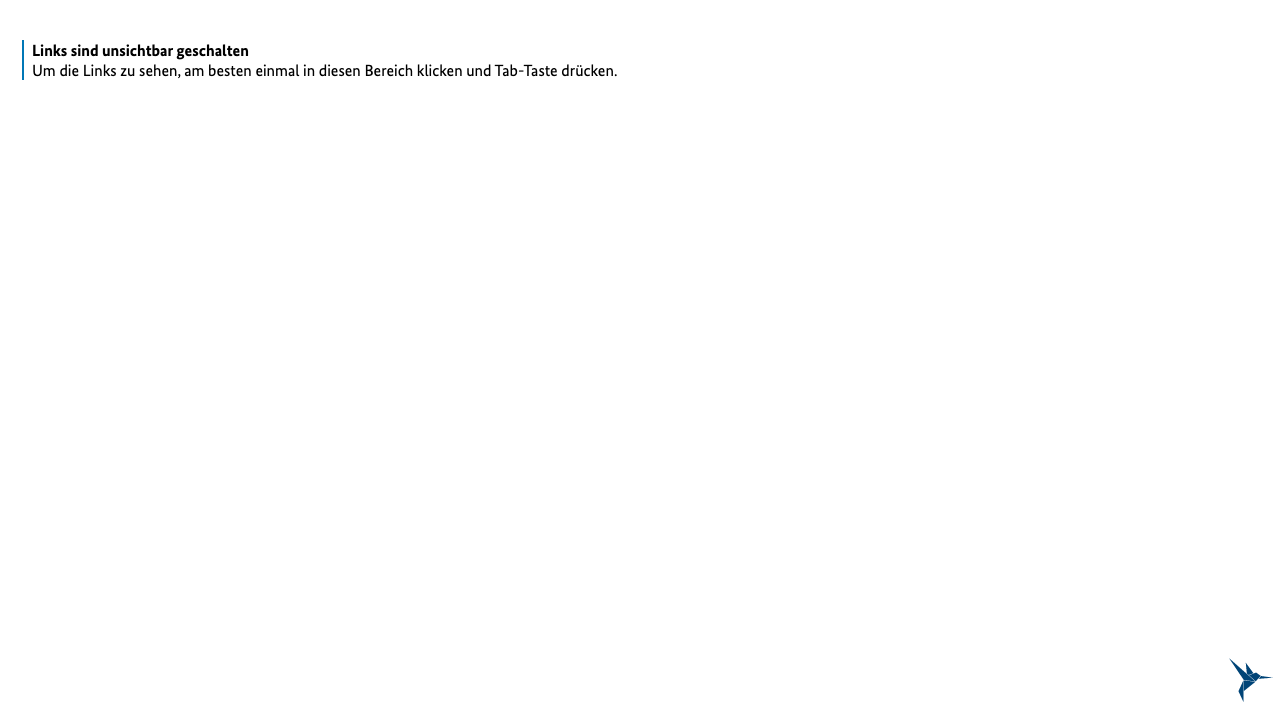 Links sind unsichtbar geschalten
Um die Links zu sehen, am besten einmal in diesen Bereich klicken und Tab-Taste drücken.